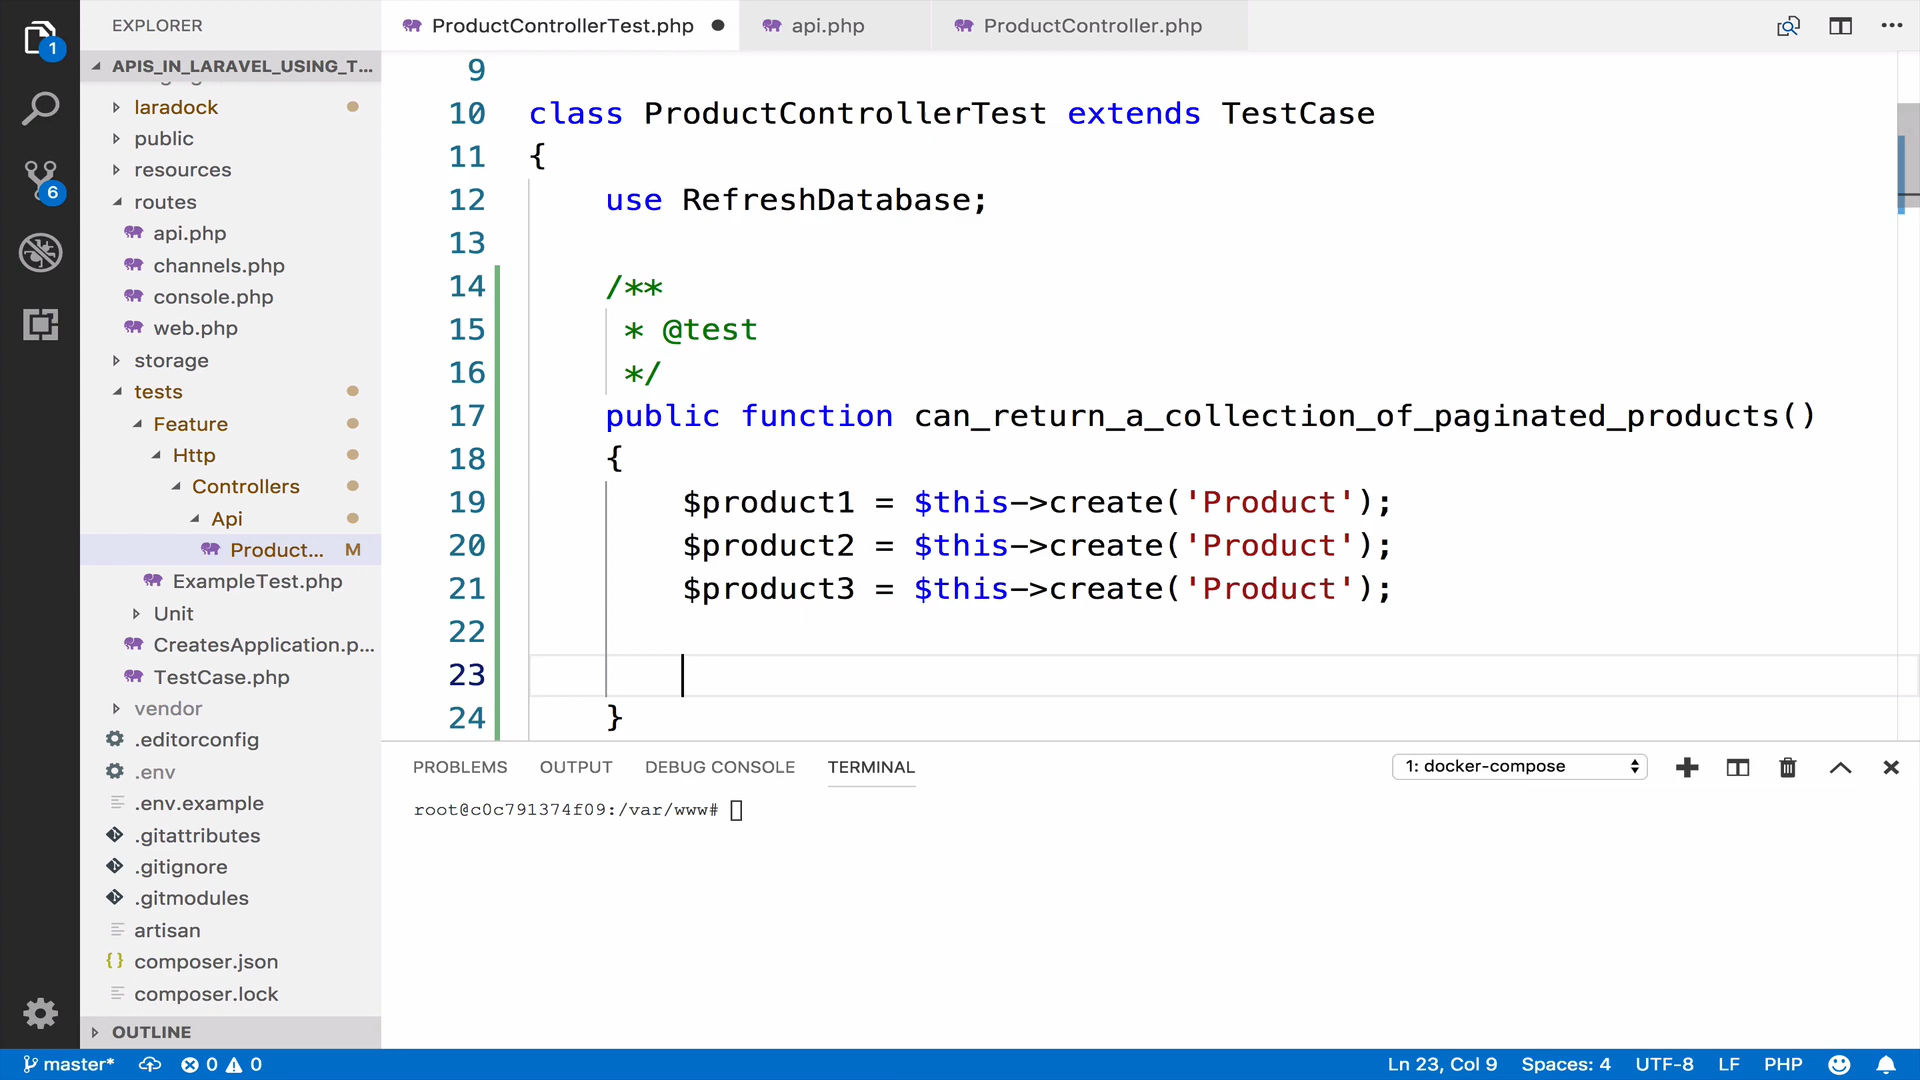 1
6
EXPLORER
APIS_IN_LARAVEL_USING_T...
laradock
public
resources
routes
api.php
channels.php
console.php
web.php
storage
tests
Feature
Http
Controllers
Api
Product... M
ExampleTest.php
Unit
CreatesApplication.p...
TestCase.php
vendor
.editorconfig
.env
.env.example
.gitattributes
.gitignore
.gitmodules
artisan
composer.json
composer.lock
OUTLINE
ProductControllerTest.php api.php ProductController.php
9
10 class ProductControllerTest extends TestCase
11 {
12 use RefreshDatabase;
13
14 /**
15 * @test
16 */
17 public function can_return_a_collection_of_paginated_products()
18 {
19 $product1 = $this->create('Product');
20 $product2 = $this->create('Product');
21 $product3 = $this->create('Product');
22
23
24 }
PROBLEMS OUTPUT DEBUG CONSOLE TERMINAL 1: docker-compose
root@c0c791374f09:/var/www#
master* 0 0 Ln 23, Col 9 Spaces: 4 UTF-8 LF PHP